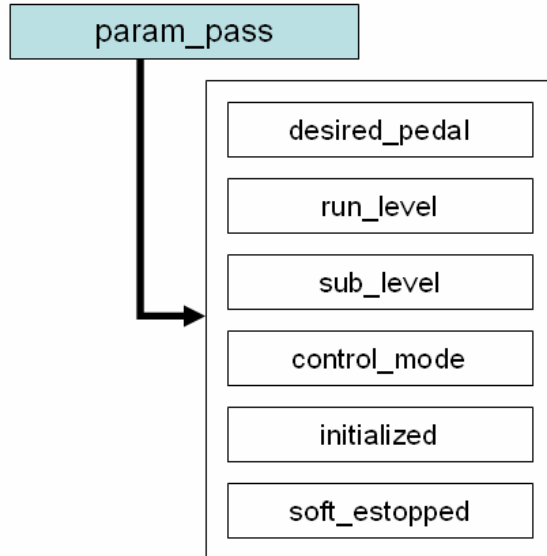 param_pass
desired_pedal
run_level
sub_level
control_mode
initialized
soft_estopped